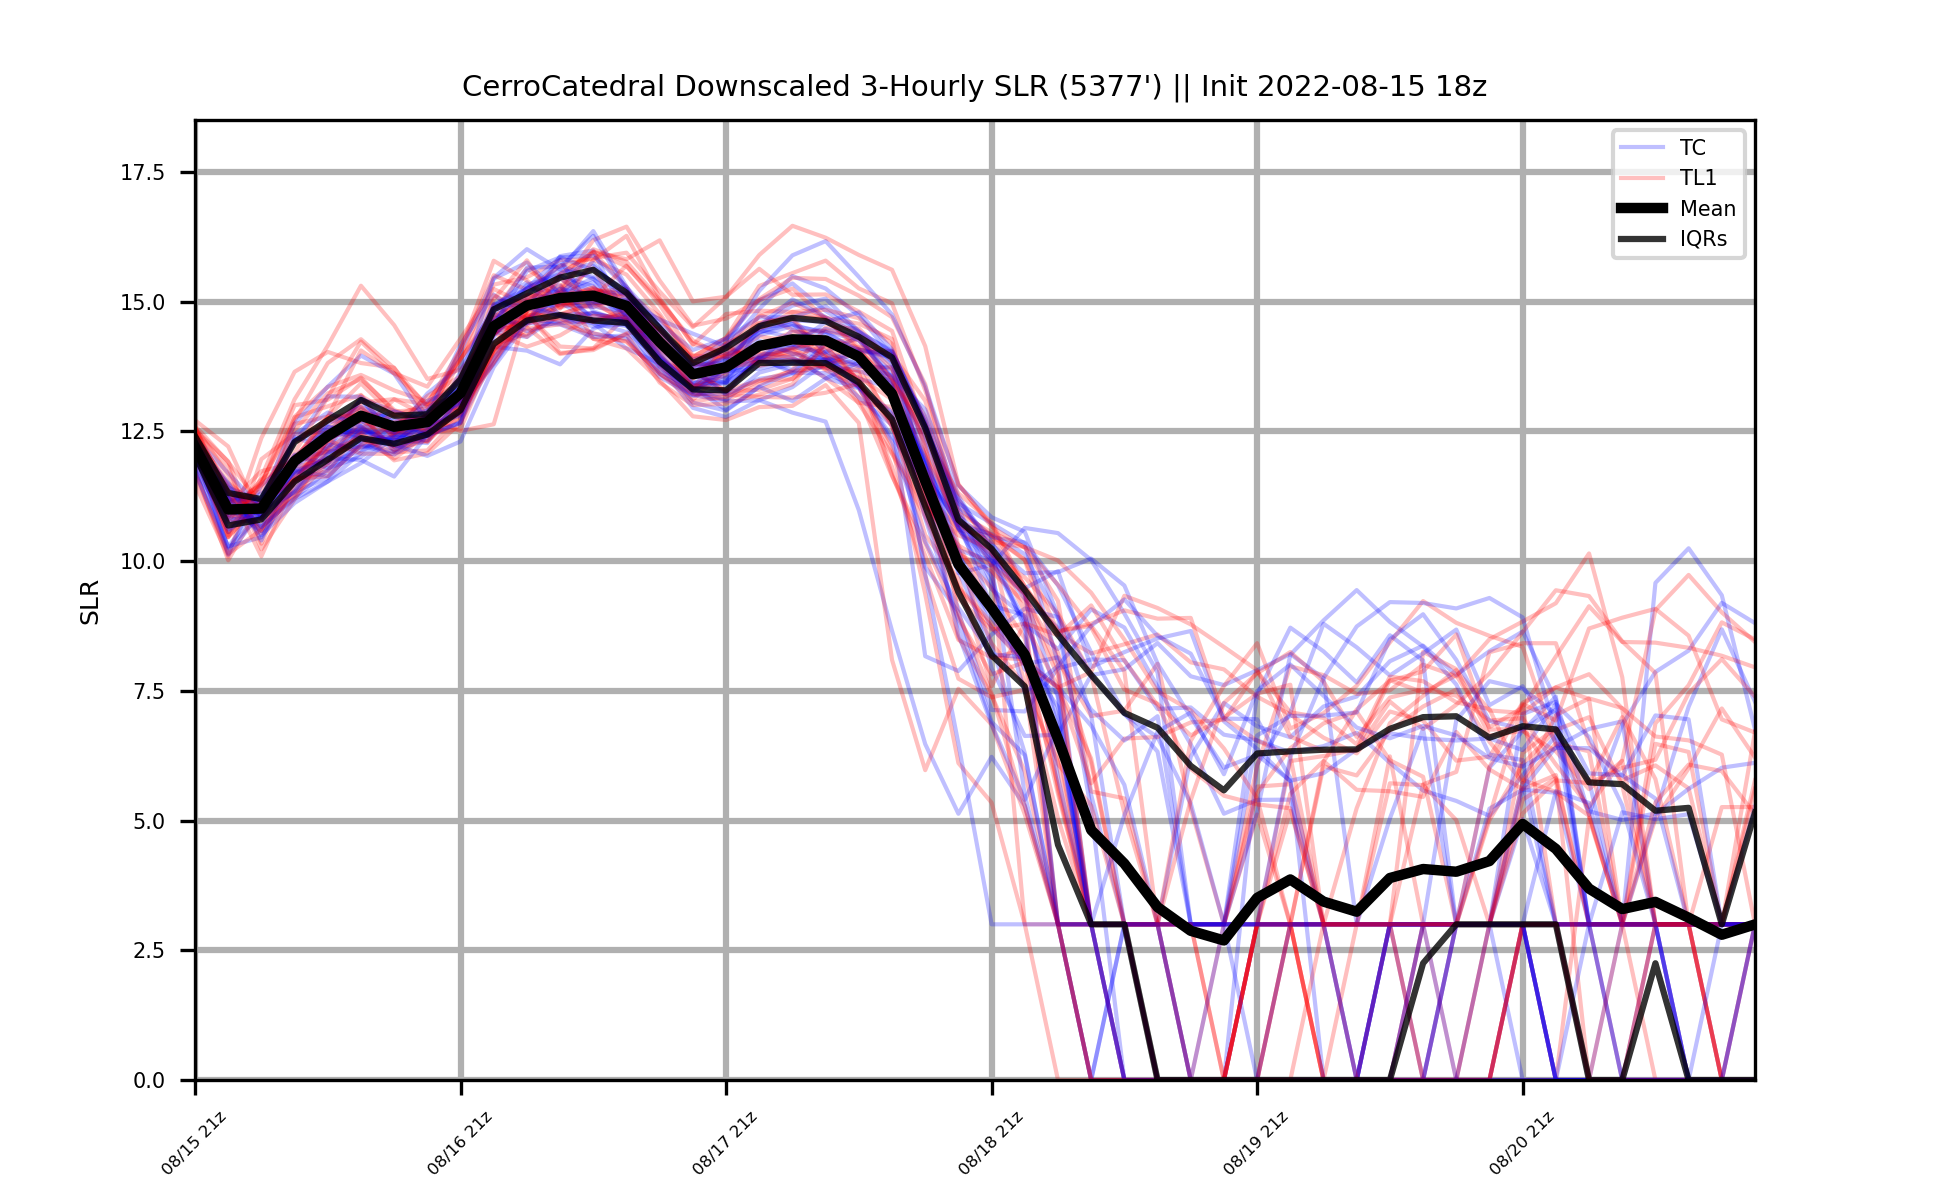 CerroCatedral Downscaled 3-Hourly SLR (5377') || Init 2022-08-15 18z
TC
TL1
Mean
IQRs
17.5
15.0
12.5
10.0
7.5
5.0
2.5
0.0
SLR
08/15 21z
08/16 21z
08/17 21z
08/18 21z
08/19 21z
08/20 21z